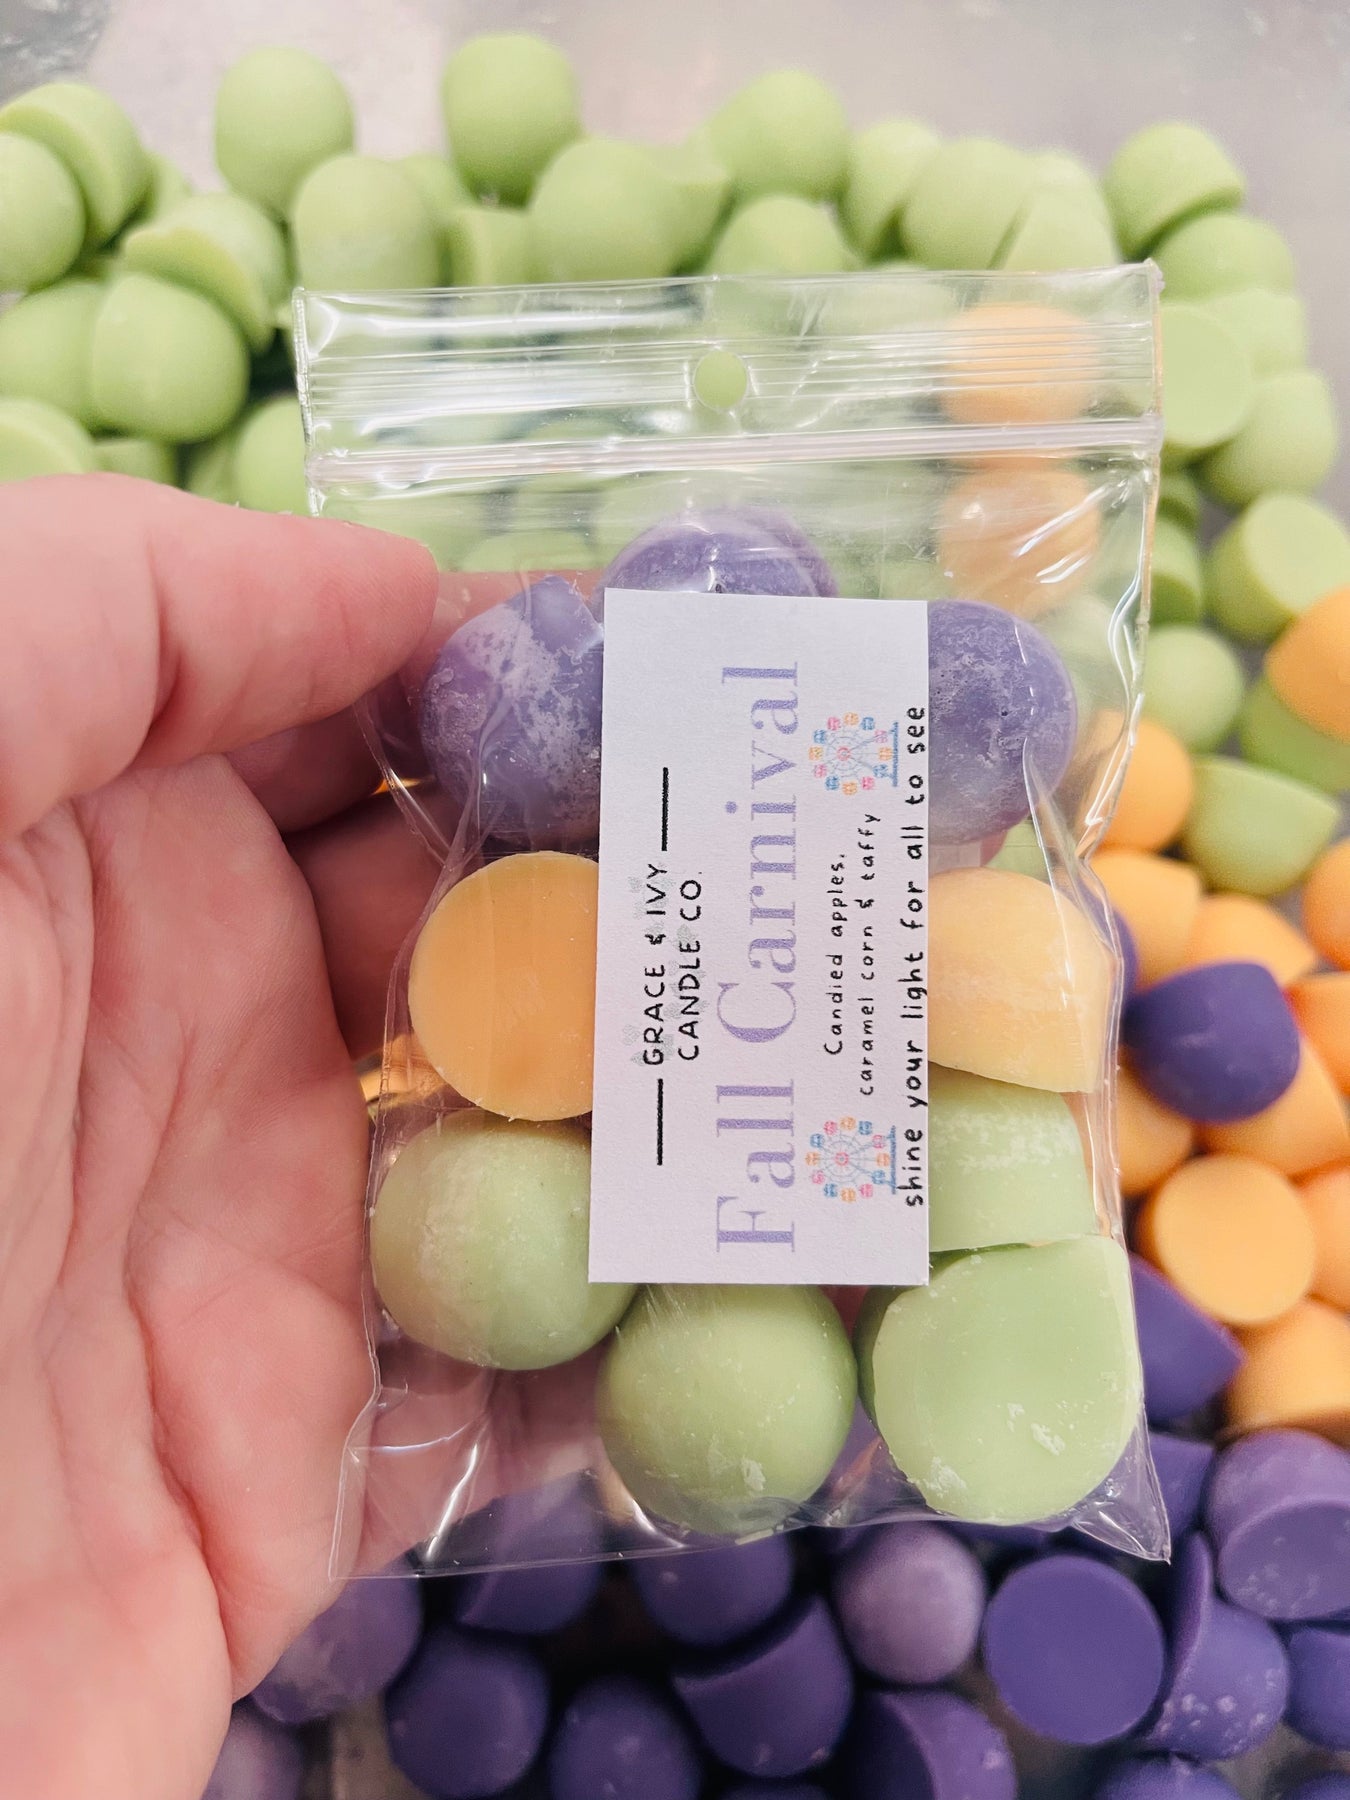 GRACE & IVY
CANDLE CO.
Fall Carnival
Candied apples,
caramel corn & taffy
shine your light for all to see